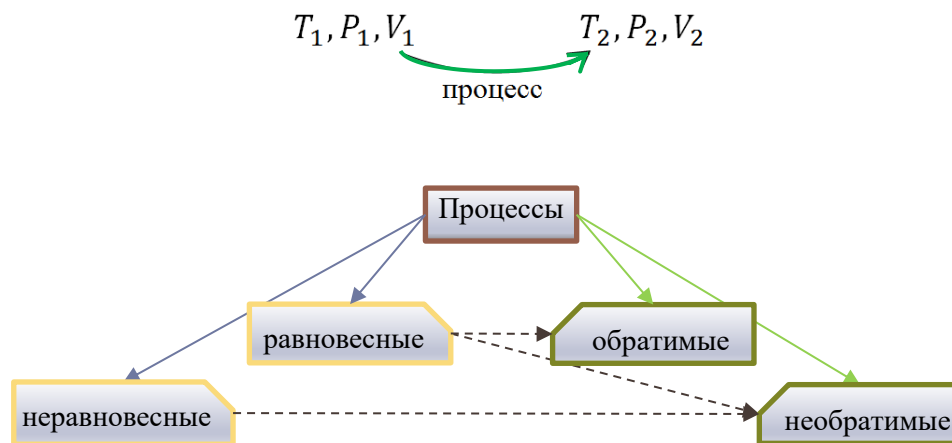 T₁, P₁, V₁ T₂, P₂, V₂
процесс
Процессы
равновесные обратимые
неравновесные необратимые